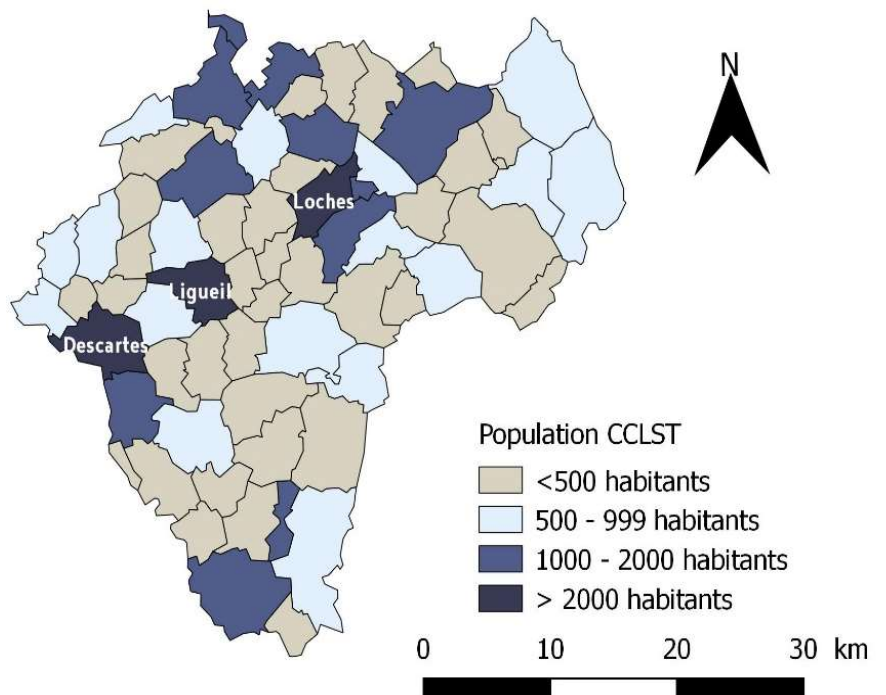 N
Loches
Ligueil
Descartes
Population CCLST
<500 habitants
500 - 999 habitants
1000 - 2000 habitants
> 2000 habitants
0 10 20 30 km